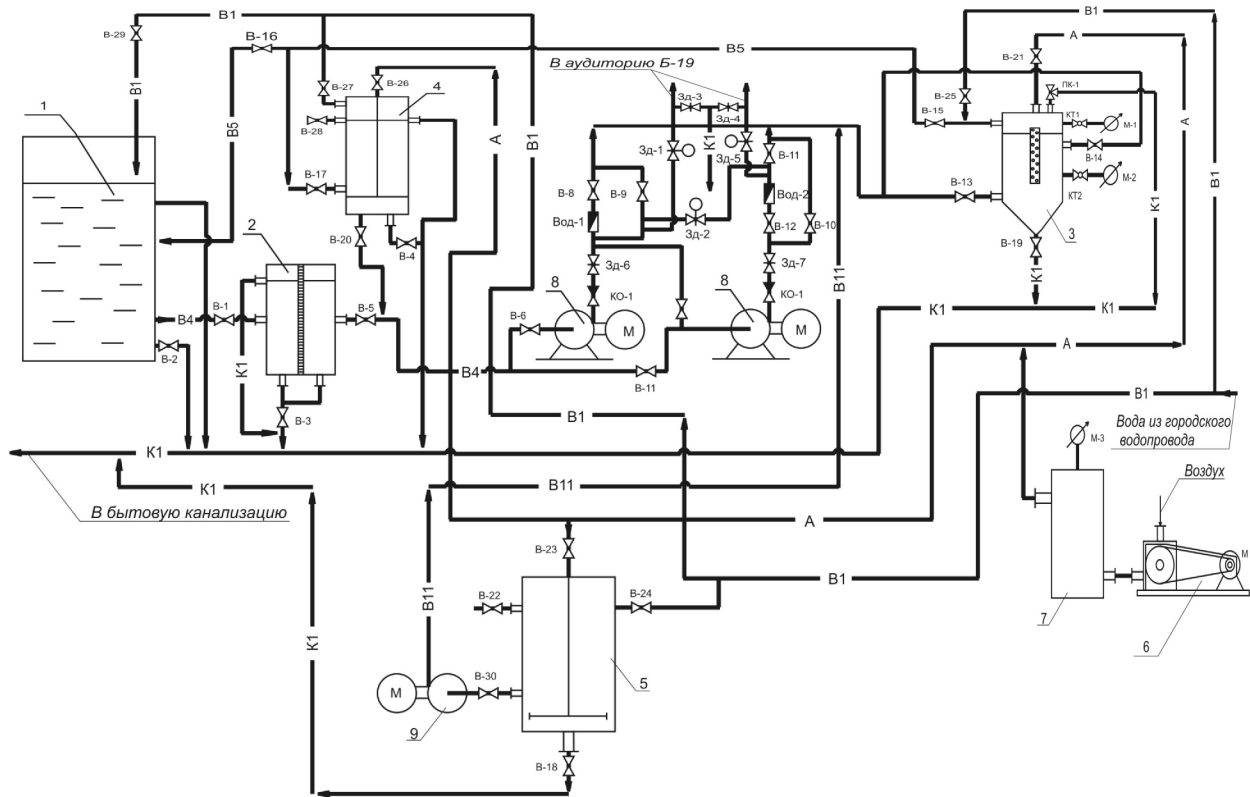 В1
В-29
В-16
В1
В5
В1
А
В-21
В-27
В-26
4
В аудиторию Б-19
Зд-3
Зд-4
ПК-1
В-25
1
В5
В-28
А
В1
К1
В-15
КТ1
М-1
А
Зд-1
Зд-5
В-11
В-14
В-17
В-8
В-9
В-13
М-2
В1
Вод-1
Вод-2
КТ2
К1
В-20
В-4
Зд-2
В-12
В-10
В-19
3
2
Зд-6
Зд-7
В11
К1
8
КО-1
8
КО-1
В4
В-1
В-5
В-6
М
М
К1
К1
В-2
А
К1
В4
В-11
В1
В1
В-3
Вода из городского
водопровода
К1
М-3
К1
В11
Воздух
В бытовую канализацию
А
В-23
М
В11
В-22
В-24
В1
7
6
К1
М
В-30
5
9
В-18